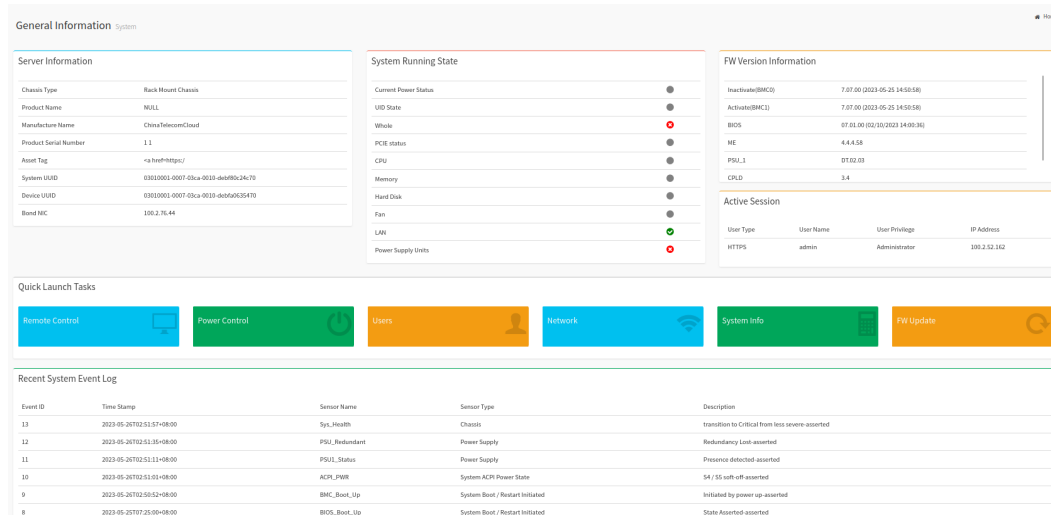 Ho
General Information System
Server Information
Chassis Type Rack Mount Chassis
Product Name NULL
Manufacture Name ChinaTelecomCloud
Product Serial Number 1 1
Asset Tag <a href=https:/
System UUID 03010001-0007-03ca-0010-debf80c24c70
Device UUID 03010001-0007-03ca-0010-debfa0635470
Bond NIC 100.2.76.44
System Running State
Current Power Status
UID State
Whole
PCIE status
CPU
Memory
Hard Disk
Fan
LAN
Power Supply Units
FW Version Information
Inactivate(BMC0) 7.07.00 (2023-05-25 14:50:58)
Activate(BMC1) 7.07.00 (2023-05-25 14:50:58)
BIOS 07.01.00 (02/10/2023 14:00:36)
ME 4.4.4.58
PSU_1 DT.02.03
CPLD 3.4
Active Session
User Type User Name User Privilege IP Address
HTTPS admin Administrator 100.2.52.162
Quick Launch Tasks
Remote Control Power Control Users Network System Info FW Update
Recent System Event Log
Event ID Time Stamp Sensor Name Sensor Type Description
13 2023-05-26T02:51:57+08:00 Sys_Health Chassis transition to Critical from less severe-asserted
12 2023-05-26T02:51:35+08:00 PSU_Redundant Power Supply Redundancy Lost-asserted
11 2023-05-26T02:51:11+08:00 PSU1_Status Power Supply Presence detected-asserted
10 2023-05-26T02:51:01+08:00 ACPI_PWR System ACPI Power State S4 / S5 soft-off-asserted
9 2023-05-26T02:50:52+08:00 BMC_Boot_Up System Boot / Restart Initiated Initiated by power up-asserted
8 2023-05-25T07:25:00+08:00 BIOS_Boot_Up System Boot / Restart Initiated State Asserted-asserted